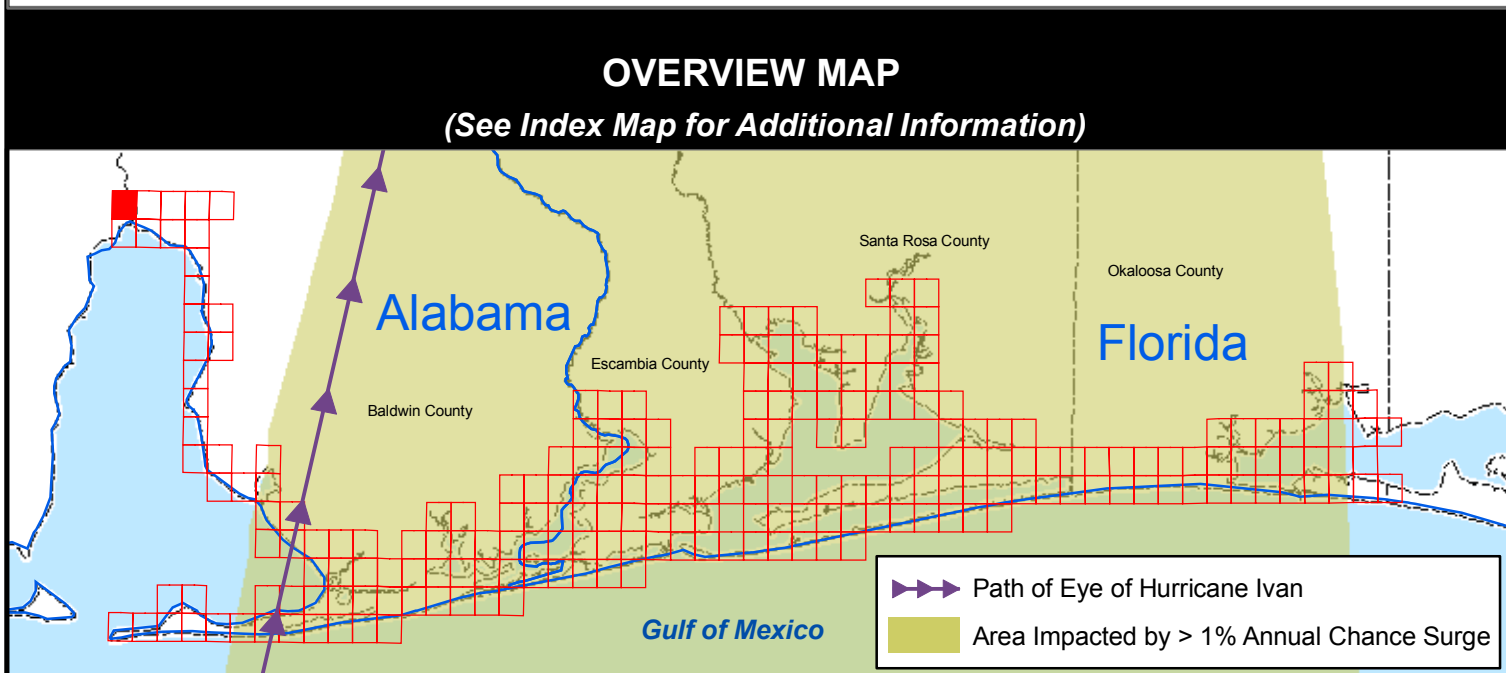 OVERVIEW MAP
(See Index Map for Additional Information)
Santa Rosa County
Okaloosa County
Alabama
Florida
Escambia County
Baldwin County
Gulf of Mexico
Path of Eye of Hurricane Ivan
Area Impacted by > 1% Annual Chance Surge